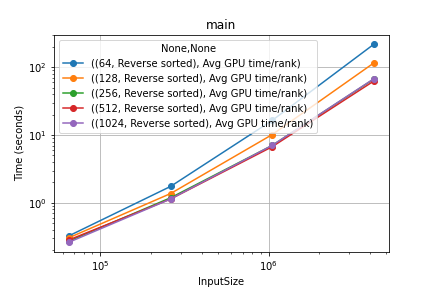 main
None,None
((64, Reverse sorted), Avg GPU time/rank)
((128, Reverse sorted), Avg GPU time/rank)
((256, Reverse sorted), Avg GPU time/rank)
((512, Reverse sorted), Avg GPU time/rank)
((1024, Reverse sorted), Avg GPU time/rank)
Time (seconds)
10²
10¹
10⁰
10⁵
10⁶
InputSize